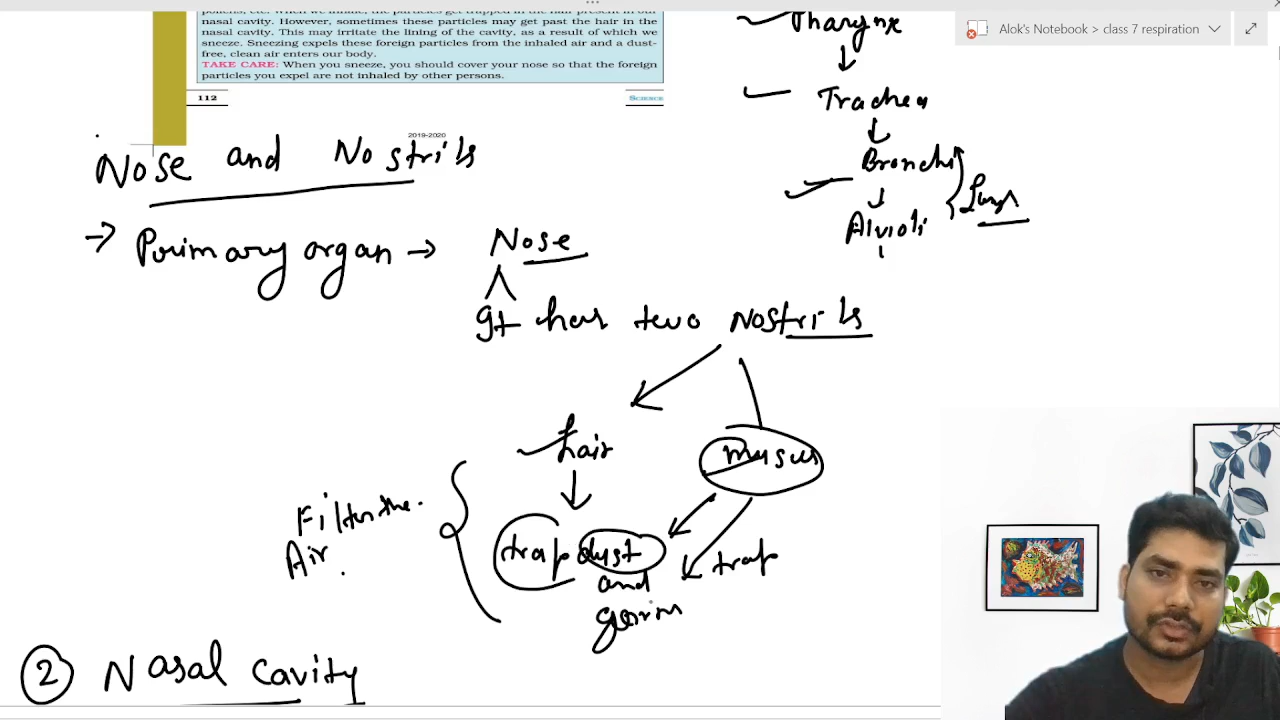 nasal cavity. However, sometimes these particles may get past the hair in the
nasal cavity. This may irritate the lining of the cavity, as a result of which we
sneeze. Sneezing expels these foreign particles from the inhaled air and a dust-
free, clean air enters our body.
TAKE CARE: When you sneeze, you should cover your nose so that the foreign
particles you expel are not inhaled by other persons.
112
SCIENCE
2019-2020
Pharynx
Trachea
Bronchi
Alvioli
Lungs
Alok's Notebook > class 7 respiration
Nose and Nostrils
→ Primary organ → Nose
It has two Nostrils
hair
musus
trap dust
and
germ
trap
Filter the
Air
2 Nasal cavity